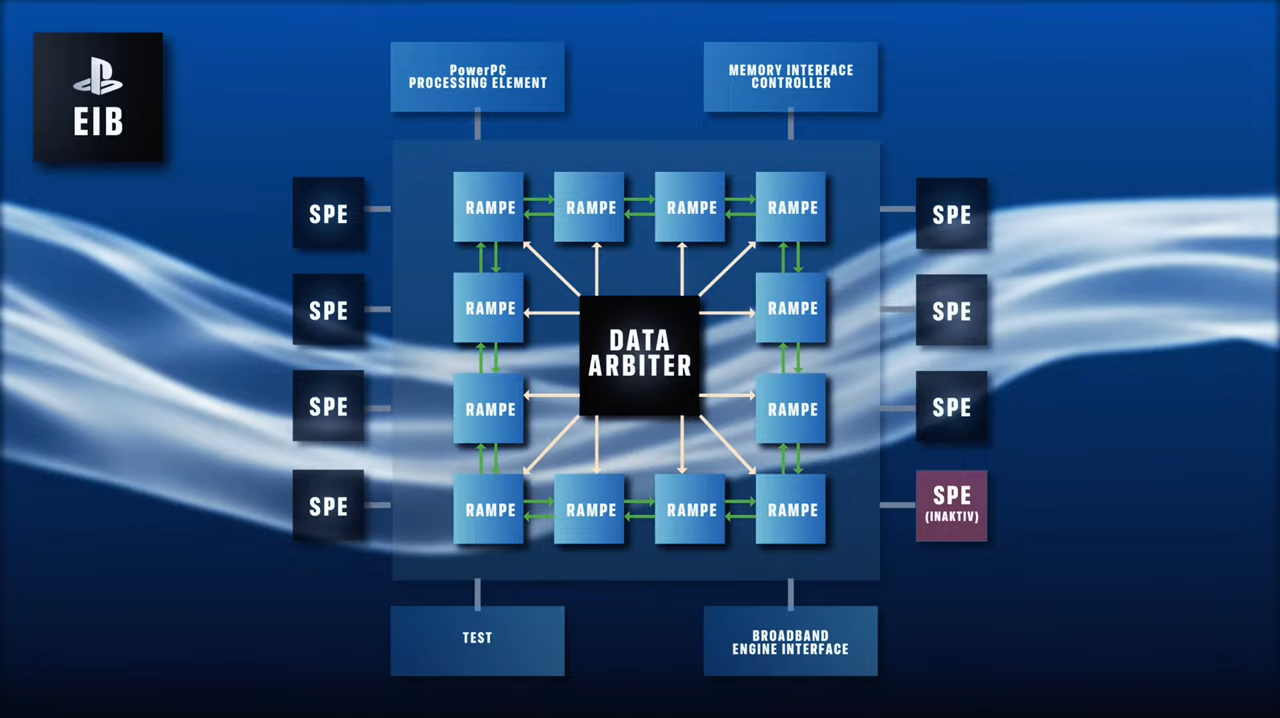 EIB
PowerPC
PROCESSING ELEMENT
MEMORY INTERFACE
CONTROLLER
SPE
RAMPE
RAMPE
RAMPE
RAMPE
SPE
SPE
RAMPE
RAMPE
SPE
DATA
ARBITER
SPE
RAMPE
RAMPE
SPE
SPE
RAMPE
RAMPE
RAMPE
RAMPE
SPE
(INAKTIV)
TEST
BROADBAND
ENGINE INTERFACE